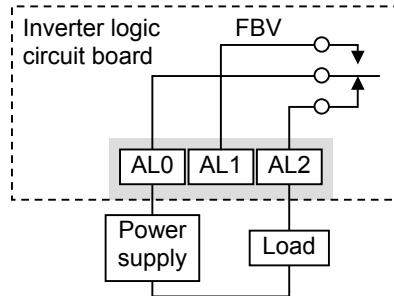 Inverter logic
circuit board
FBV
AL0
AL1
AL2
Power
supply
Load